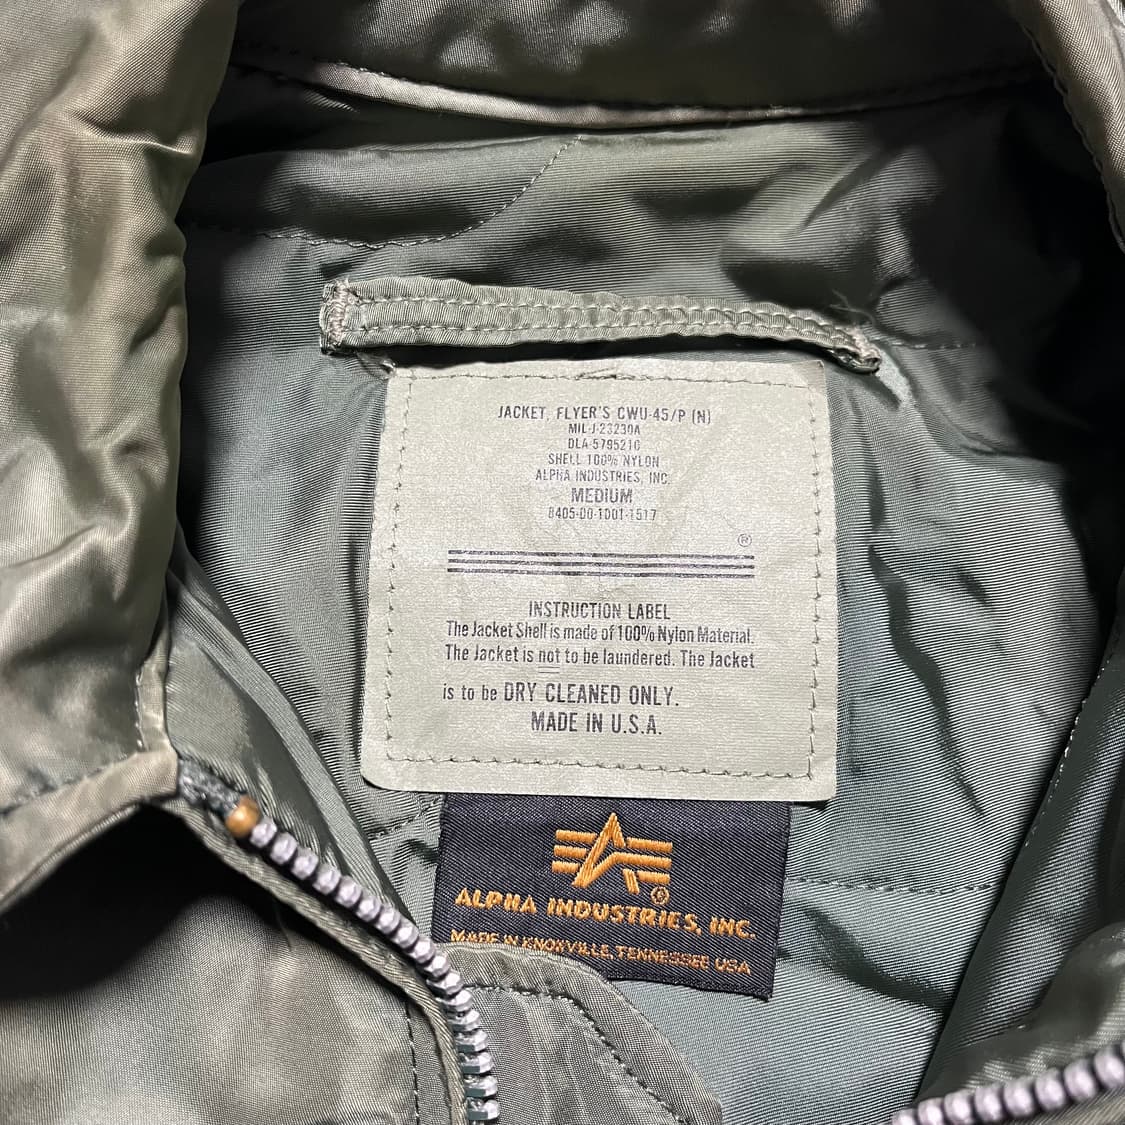 JACKET, FLYER'S CWU-45/P (N)
MIL-J-23230A
DLA-579521C
SHELL 100% NYLON
ALPHA INDUSTRIES, INC.
MEDIUM
8405-00-1001-1517
®
INSTRUCTION LABEL
The Jacket Shell is made of 100% Nylon Material.
The Jacket is not to be laundered. The Jacket
is to be DRY CLEANED ONLY.
MADE IN U.S.A.
®
ALPHA INDUSTRIES, INC.
MADE IN KNOXVILLE, TENNESSEE USA